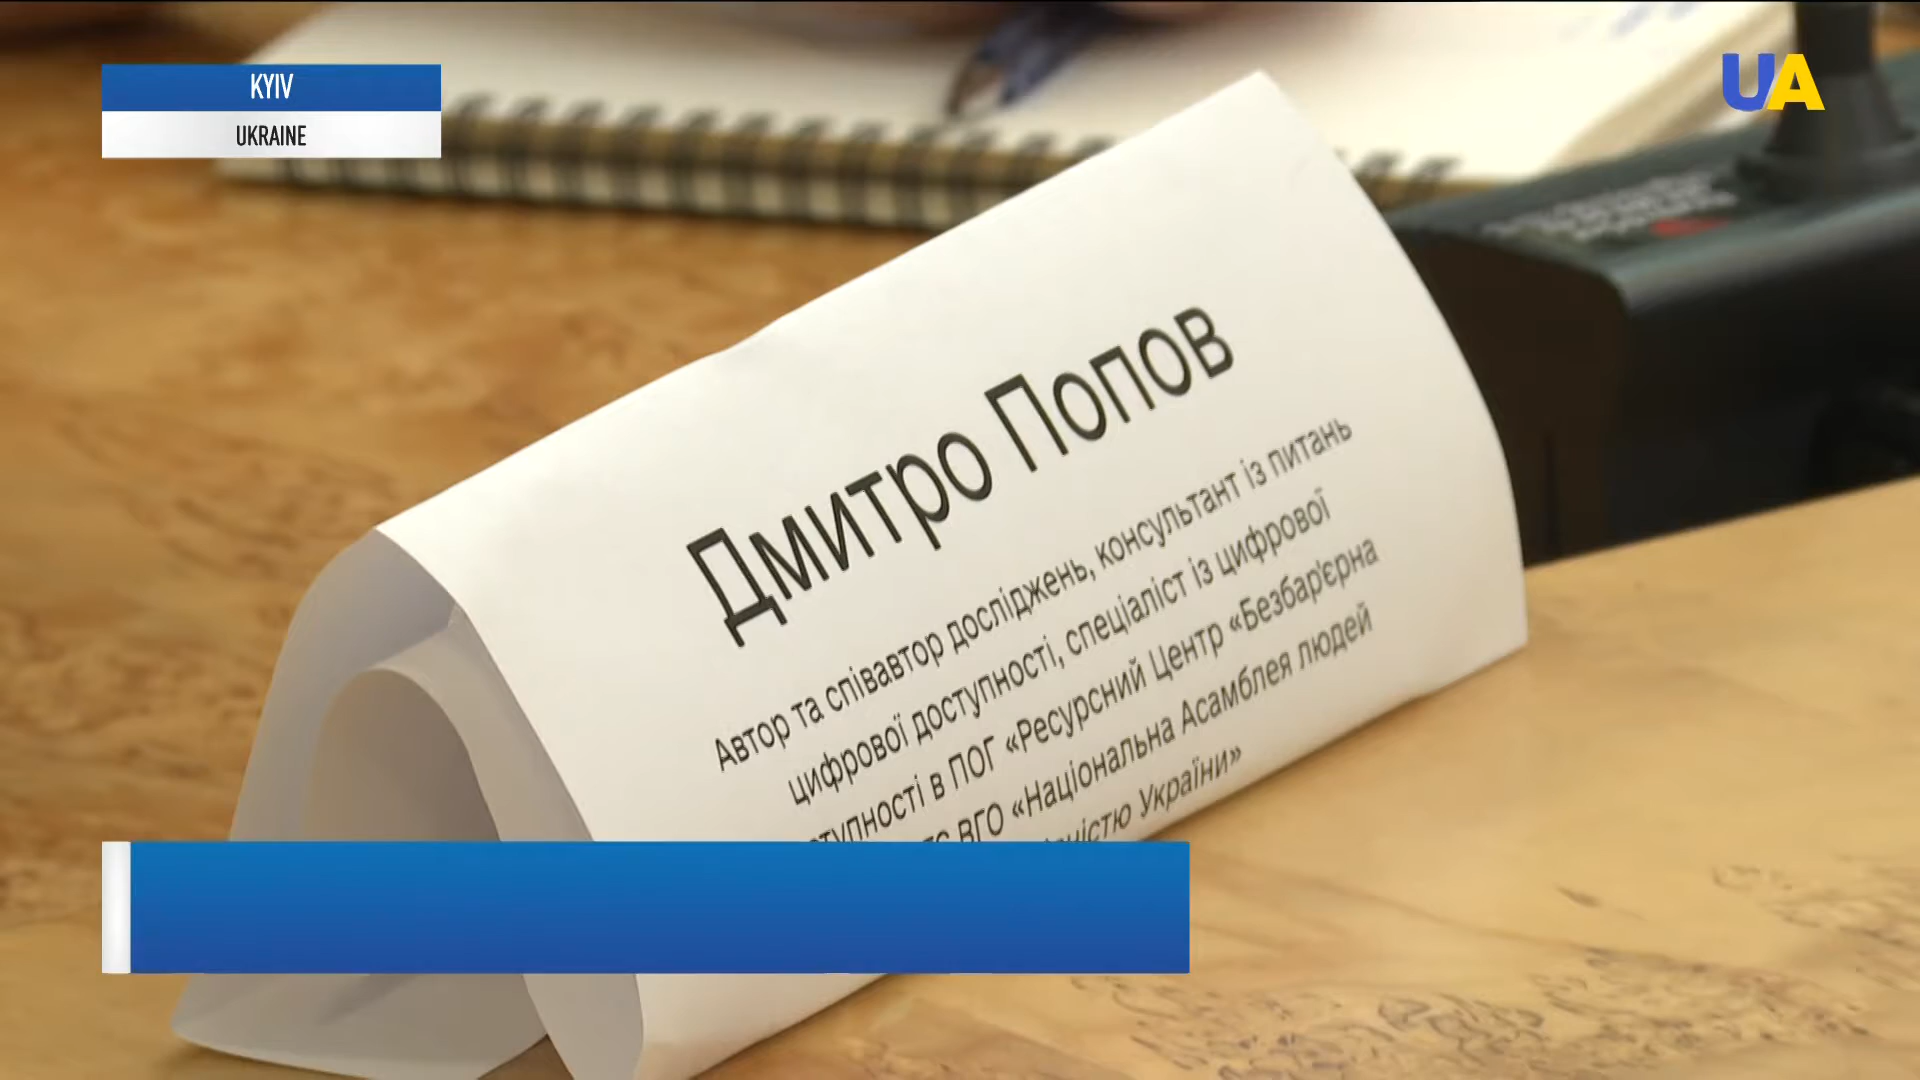 KYIV
UKRAINE
UA
Дмитро Попов
Автор та співавтор досліджень, консультант із питань
цифрової доступності, спеціаліст із цифрової
в ПОГ «Ресурсний Центр «Безбар'єрна
ВГО «Національна Асамблея людей
України»